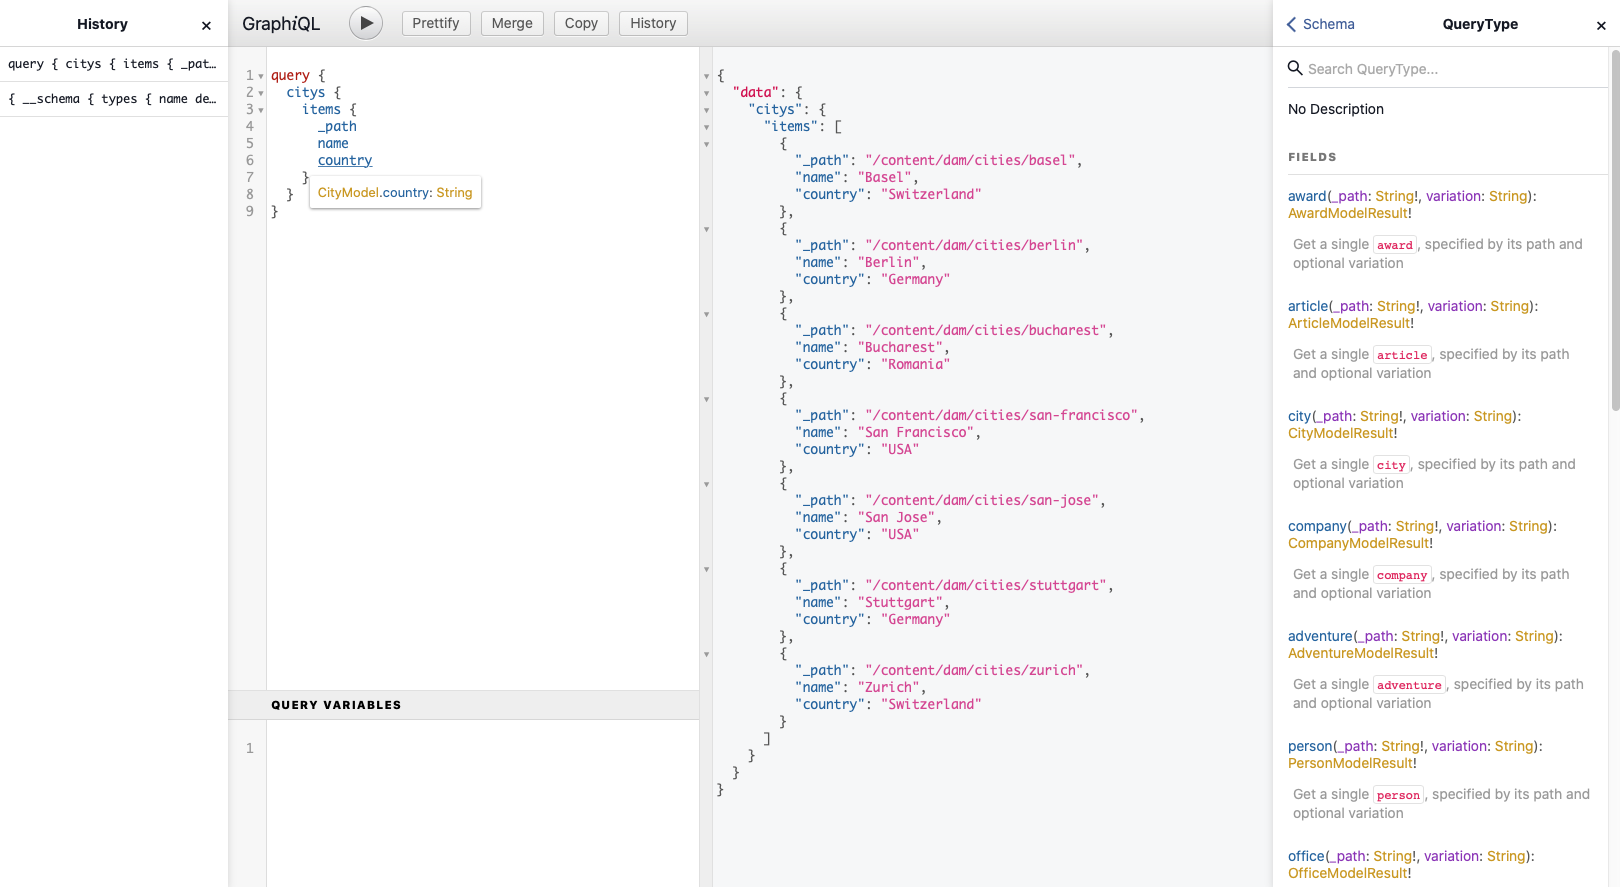 History ×
query { citys { items { _pat…
{ __schema { types { name de…
GraphiQL Prettify Merge Copy History
1 query {
2 citys {
3 items {
4 _path
5 name
6 country
7 }
CityModel.country: String
8 }
9 }
QUERY VARIABLES
1
{
"data": {
"citys": {
"items": [
{
"_path": "/content/dam/cities/basel",
"name": "Basel",
"country": "Switzerland"
},
{
"_path": "/content/dam/cities/berlin",
"name": "Berlin",
"country": "Germany"
},
{
"_path": "/content/dam/cities/bucharest",
"name": "Bucharest",
"country": "Romania"
},
{
"_path": "/content/dam/cities/san-francisco",
"name": "San Francisco",
"country": "USA"
},
{
"_path": "/content/dam/cities/san-jose",
"name": "San Jose",
"country": "USA"
},
{
"_path": "/content/dam/cities/stuttgart",
"name": "Stuttgart",
"country": "Germany"
},
{
"_path": "/content/dam/cities/zurich",
"name": "Zurich",
"country": "Switzerland"
}
]
}
}
}
Schema QueryType ×
Search QueryType...
No Description
FIELDS
award(_path: String!, variation: String):
AwardModelResult!
Get a single award, specified by its path and
optional variation
article(_path: String!, variation: String):
ArticleModelResult!
Get a single article, specified by its path
and optional variation
city(_path: String!, variation: String):
CityModelResult!
Get a single city, specified by its path and
optional variation
company(_path: String!, variation: String):
CompanyModelResult!
Get a single company, specified by its path
and optional variation
adventure(_path: String!, variation: String):
AdventureModelResult!
Get a single adventure, specified by its path
and optional variation
person(_path: String!, variation: String):
PersonModelResult!
Get a single person, specified by its path and
optional variation
office(_path: String!, variation: String):
OfficeModelResult!